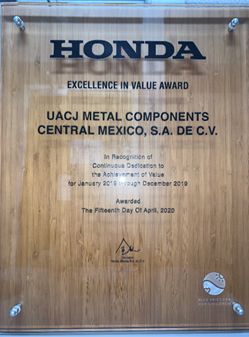 HONDA
EXCELLENCE IN VALUE AWARD
UACJ METAL COMPONENTS
CENTRAL MEXICO, S.A. DE C.V.
In Recognition of
Continuous Dedication to
the Achievement of Value
for January 2019 through December 2019
Awarded
The Fifteenth Day Of April, 2020